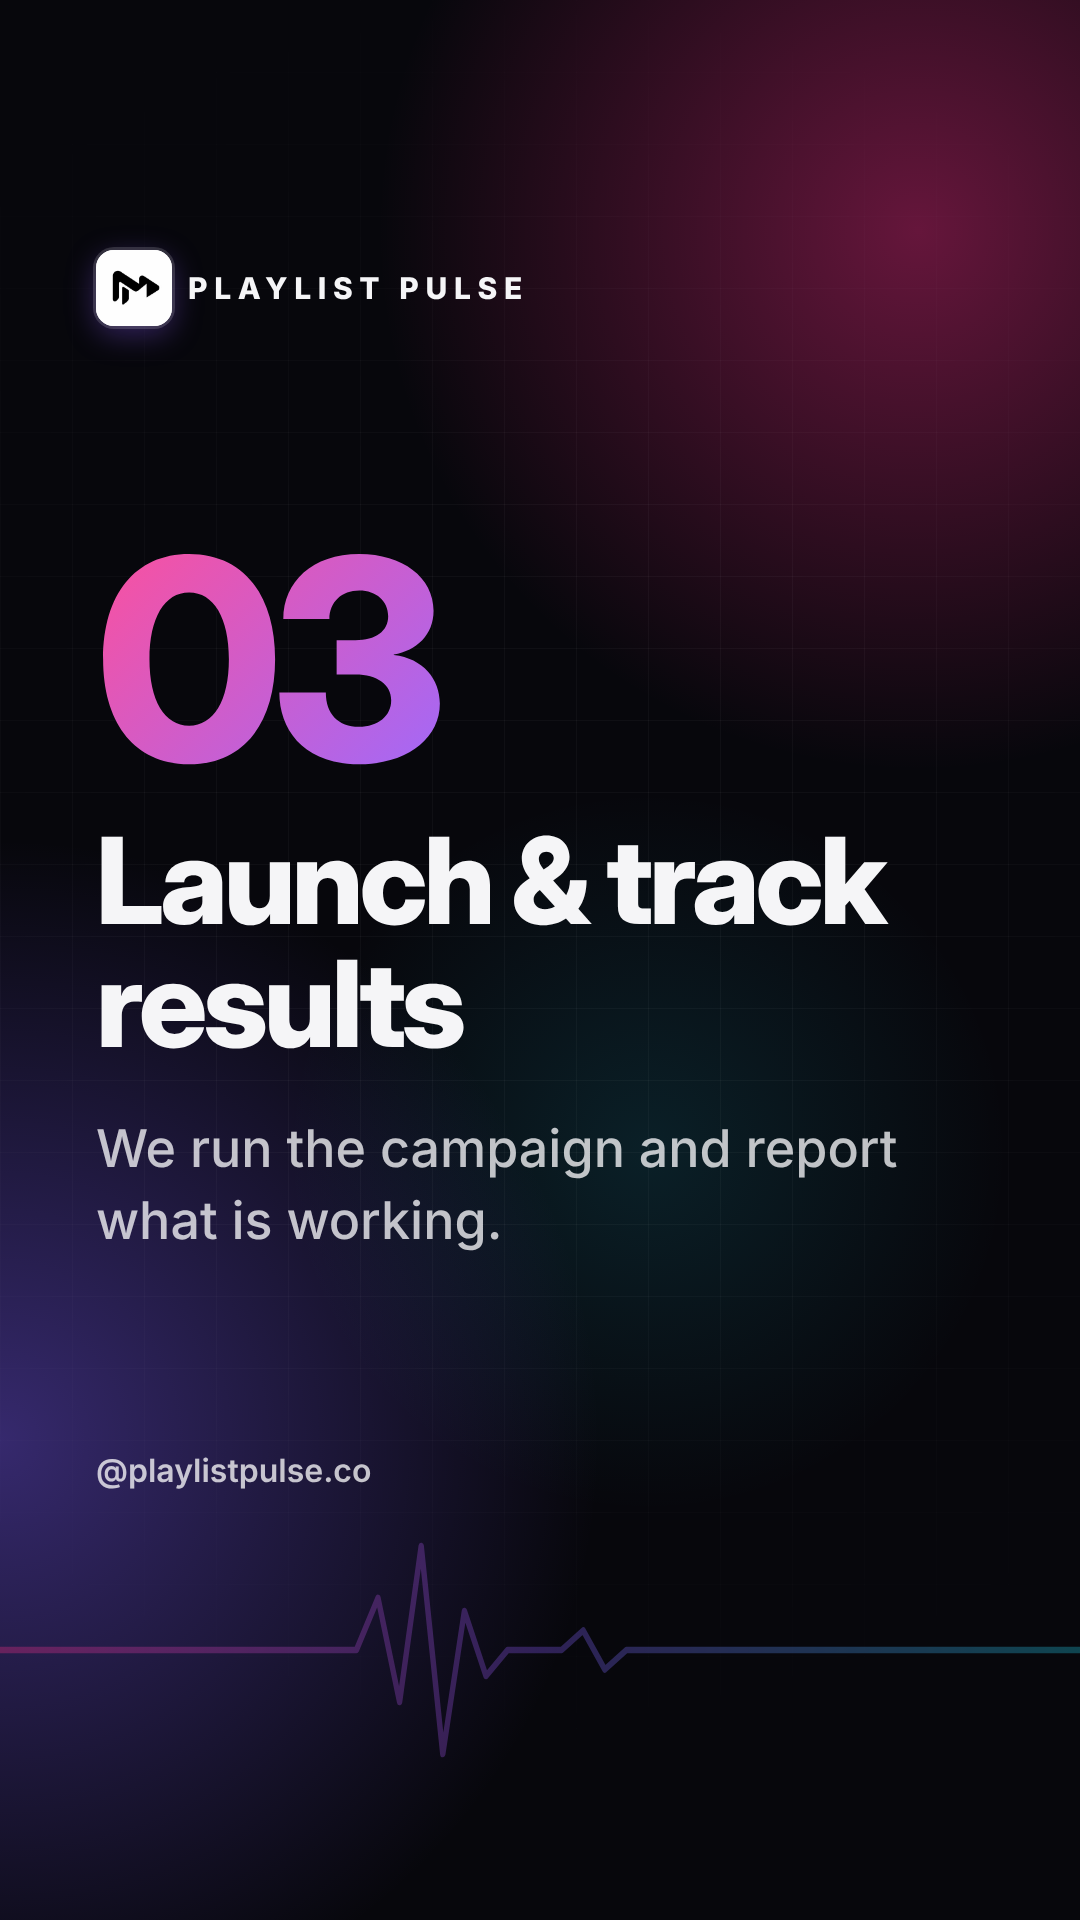 PLAYLIST PULSE
03
Launch & track
results
We run the campaign and report
what is working.
@playlistpulse.co